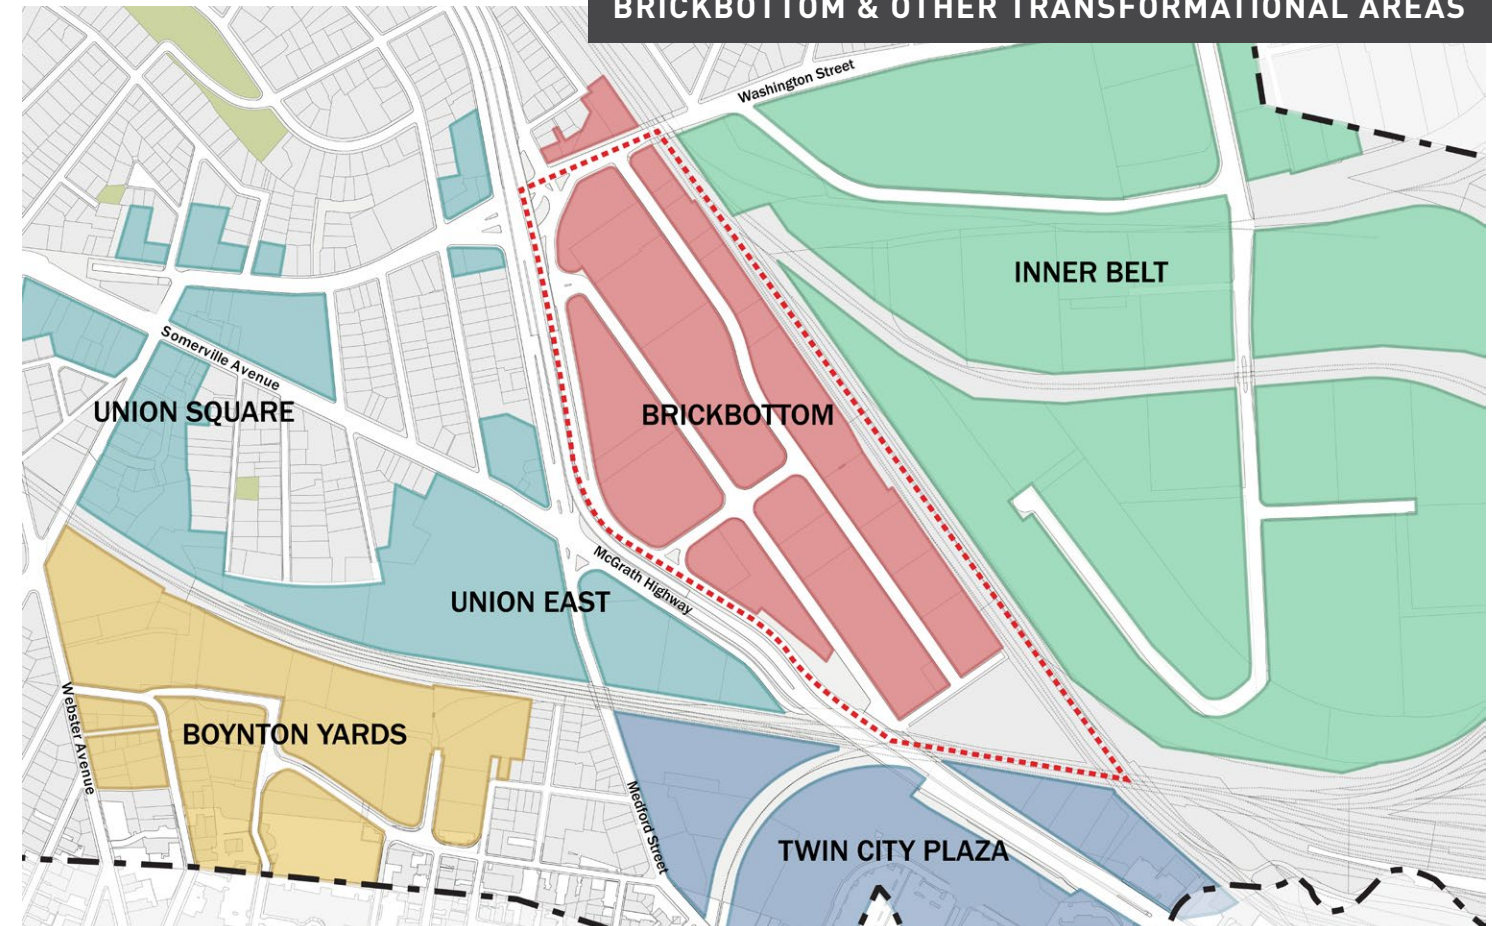 BRICKBOTTOM & OTHER TRANSFORMATIONAL AREAS
Washington Street
INNER BELT
Somerville Avenue
UNION SQUARE
BRICKBOTTOM
McGrath Highway
UNION EAST
Webster Avenue
BOYNTON YARDS
Medford Street
TWIN CITY PLAZA